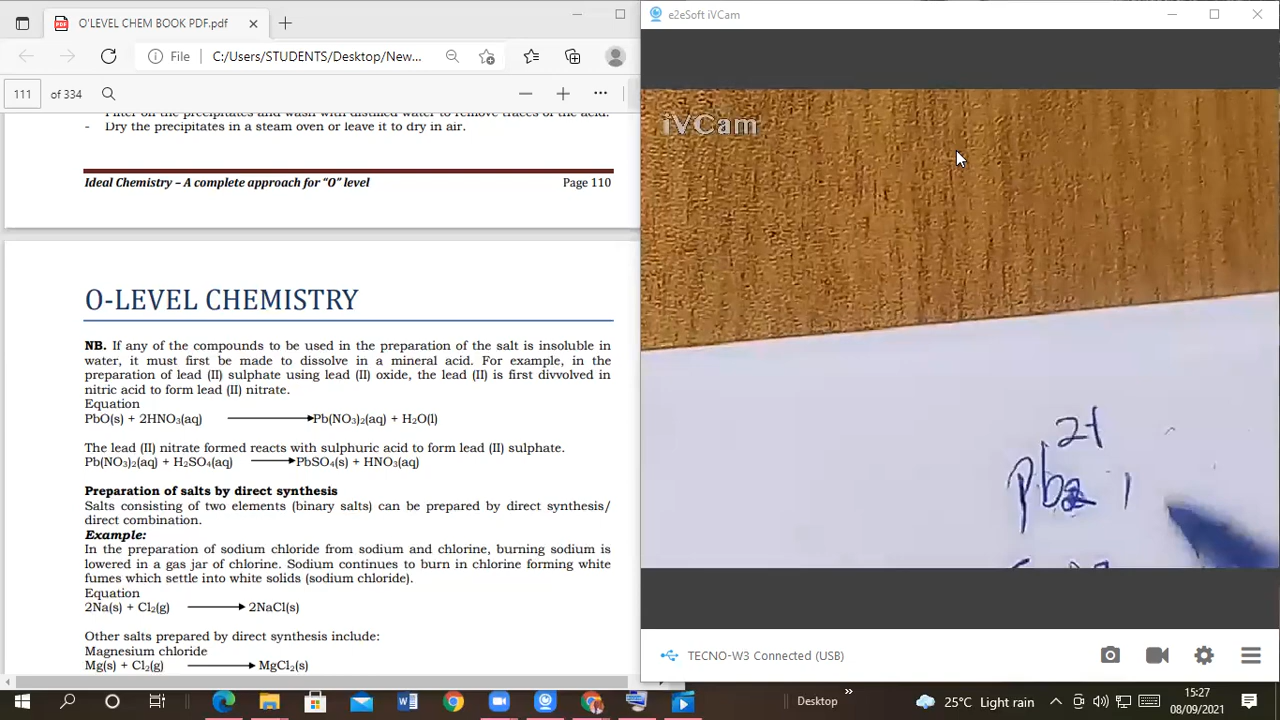 O'LEVEL CHEM BOOK PDF.pdf
File
C:/Users/STUDENTS/Desktop/New...
111
of 334
- Dry the precipitates in a steam oven or leave it to dry in air.
Ideal Chemistry – A complete approach for "O" level
Page 110
O-LEVEL CHEMISTRY
NB. If any of the compounds to be used in the preparation of the salt is insoluble in
water, it must first be made to dissolve in a mineral acid. For example, in the
preparation of lead (II) sulphate using lead (II) oxide, the lead (II) is first divvolved in
nitric acid to form lead (II) nitrate.
Equation
PbO(s) + 2HNO₃(aq) ⟶ Pb(NO₃)₂(aq) + H₂O(l)
The lead (II) nitrate formed reacts with sulphuric acid to form lead (II) sulphate.
Pb(NO₃)₂(aq) + H₂SO₄(aq) ⟶ PbSO₄(s) + HNO₃(aq)
Preparation of salts by direct synthesis
Salts consisting of two elements (binary salts) can be prepared by direct synthesis/
direct combination.
Example:
In the preparation of sodium chloride from sodium and chlorine, burning sodium is
lowered in a gas jar of chlorine. Sodium continues to burn in chlorine forming white
fumes which settle into white solids (sodium chloride).
Equation
2Na(s) + Cl₂(g) ⟶ 2NaCl(s)
Other salts prepared by direct synthesis include:
Magnesium chloride
Mg(s) + Cl₂(g) ⟶ MgCl₂(s)
e2eSoft iVCam
iVCam
2+
Pb
TECNO-W3 Connected (USB)
Desktop
25°C Light rain
15:27
08/09/2021